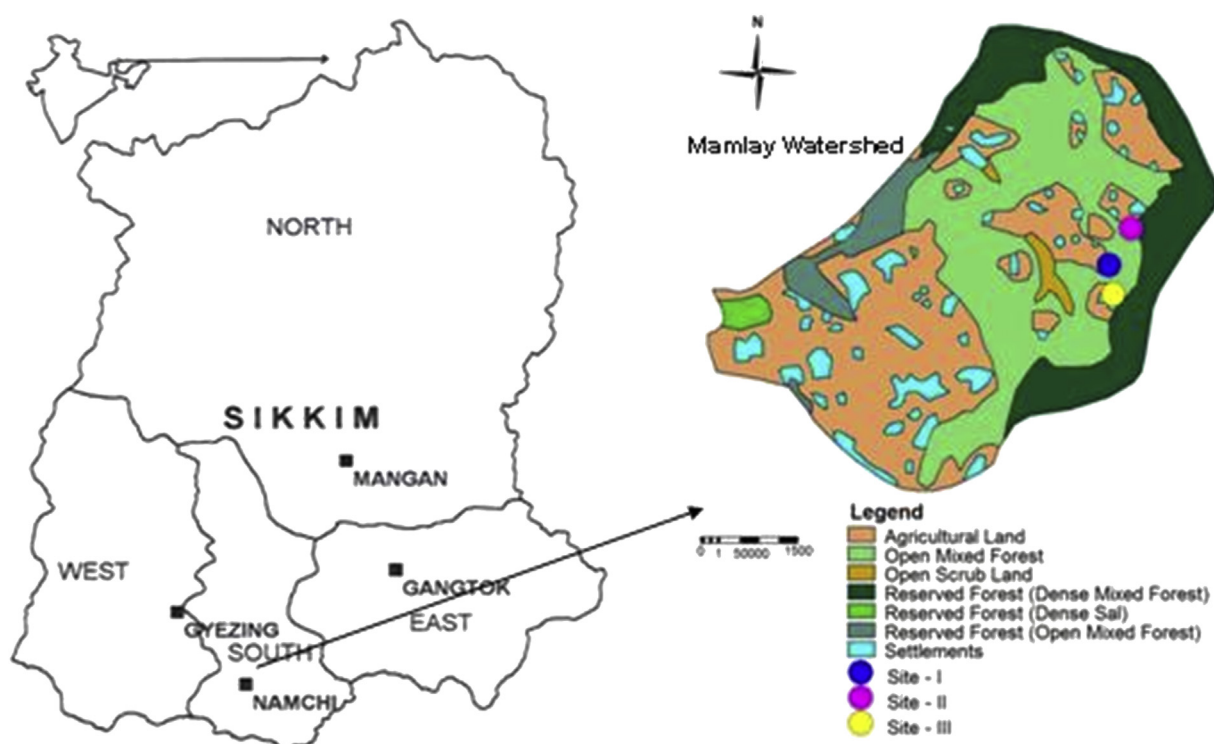 N
Mamlay Watershed
NORTH
SIKKIM
MANGAN
WEST
GANGTOK
EAST
GYEZING
SOUTH
NAMCHI
Legend
Agricultural Land
Open Mixed Forest
Open Scrub Land
Reserved Forest (Dense Mixed Forest)
Reserved Forest (Dense Sal)
Reserved Forest (Open Mixed Forest)
Settlements
Site - I
Site - II
Site - III
50000 1500